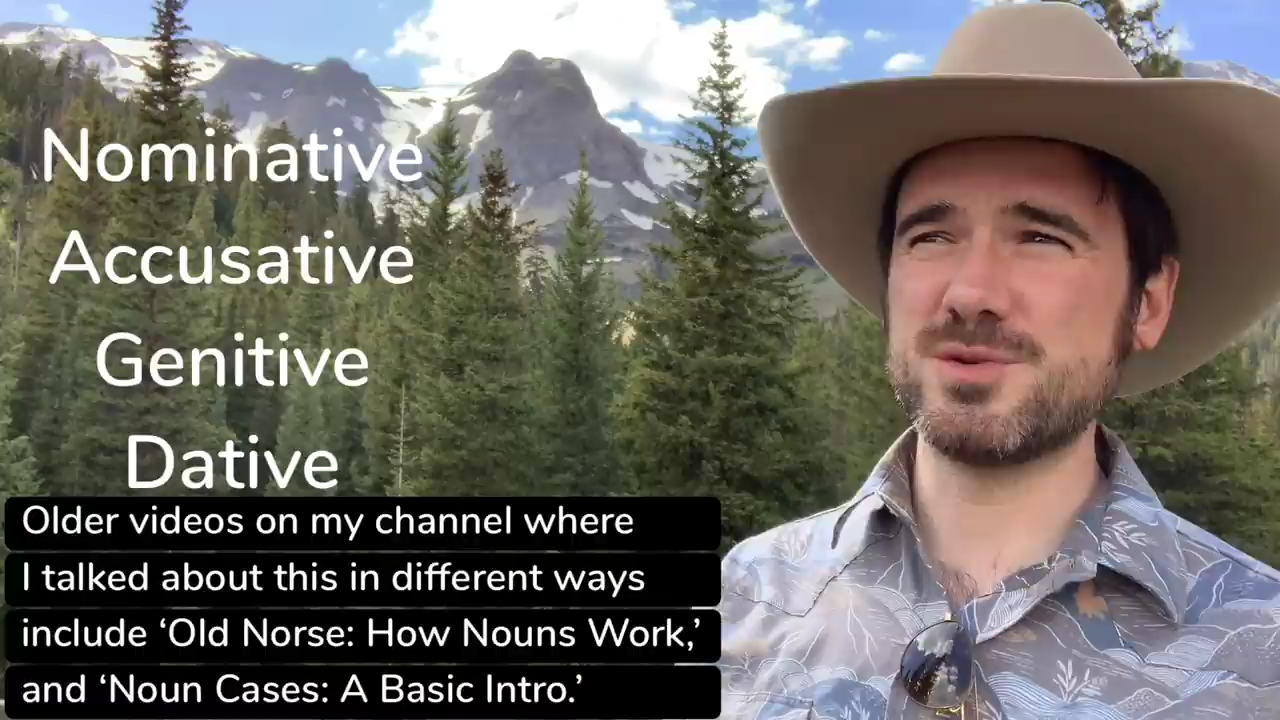 Nominative
Accusative
Genitive
Dative
Older videos on my channel where
I talked about this in different ways
include ‘Old Norse: How Nouns Work,’
and ‘Noun Cases: A Basic Intro.’